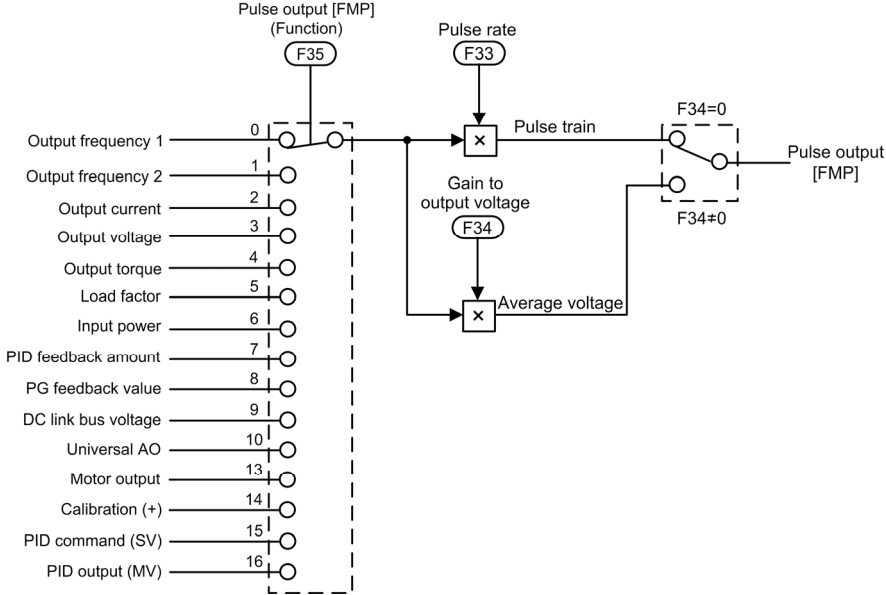 Pulse output [FMP]
(Function)
F35
Pulse rate
F33
F34=0
Output frequency 1
0
×
Pulse train
Pulse output
[FMP]
Output frequency 2
1
Gain to
output voltage
F34
F34≠0
Output current
2
Output voltage
3
Output torque
4
Load factor
5
×
Average voltage
Input power
6
PID feedback amount
7
PG feedback value
8
DC link bus voltage
9
Universal AO
10
Motor output
13
Calibration (+)
14
PID command (SV)
15
PID output (MV)
16